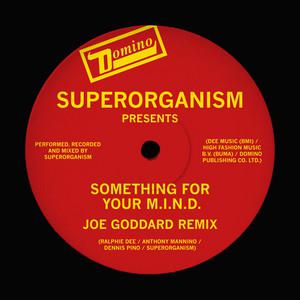 Domino
SUPERORGANISM
PRESENTS
PERFORMED, RECORDED
AND MIXED BY
SUPERORGANISM
(DEE MUSIC (BMI) /
HIGH FASHION MUSIC
B.V. (BUMA) / DOMINO
PUBLISHING CO. LTD.)
SOMETHING FOR
YOUR M.I.N.D.
JOE GODDARD REMIX
(RALPHIE DEE / ANTHONY MANNINO /
DENNIS PINO / SUPERORGANISM)